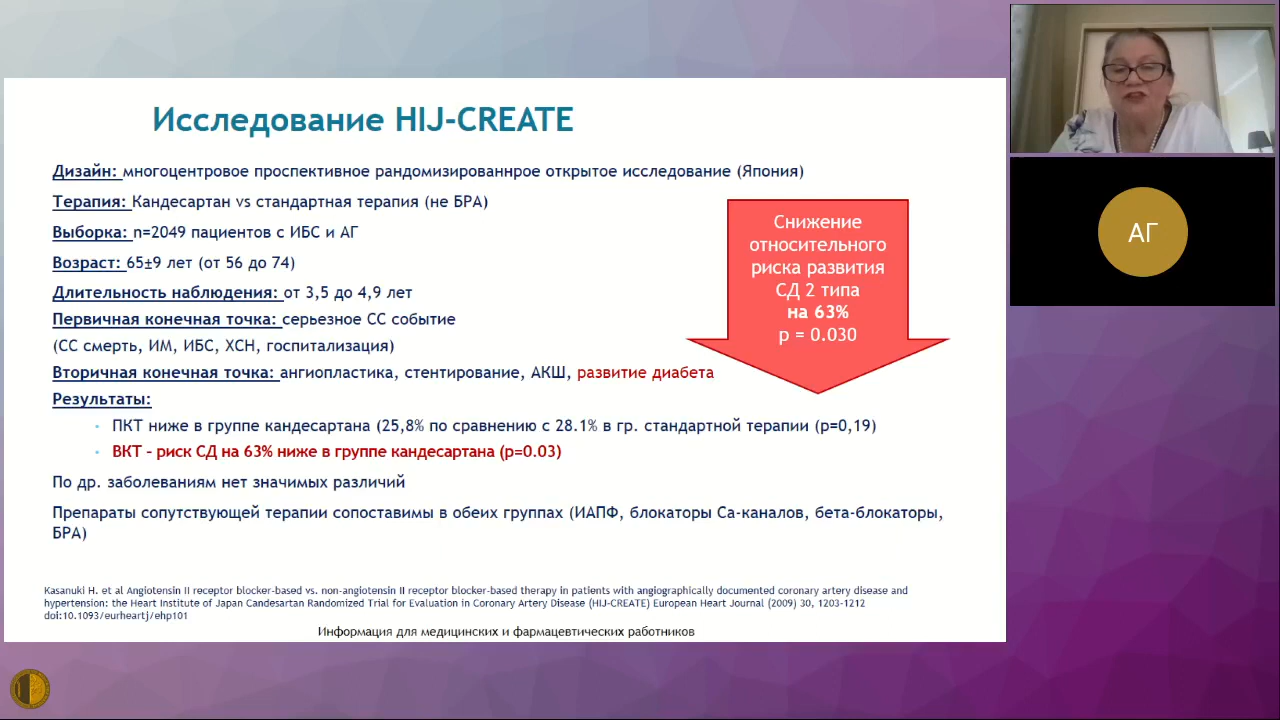 Исследование HIJ-CREATE
Дизайн: многоцентровое проспективное рандомизированнрое открытое исследование (Япония)
Терапия: Кандесартан vs стандартная терапия (не БРА)
Выборка: n=2049 пациентов с ИБС и АГ
Возраст: 65±9 лет (от 56 до 74)
Длительность наблюдения: от 3,5 до 4,9 лет
Первичная конечная точка: серьезное СС событие
(СС смерть, ИМ, ИБС, ХСН, госпитализация)
Вторичная конечная точка: ангиопластика, стентирование, АКШ, развитие диабета
Снижение
относительного
риска развития
СД 2 типа
на 63%
p = 0.030
Результаты:
ПКТ ниже в группе кандесартана (25,8% по сравнению с 28.1% в гр. стандартной терапии (p=0,19)
ВКТ – риск СД на 63% ниже в группе кандесартана (p=0.03)
По др. заболеваниям нет значимых различий
Препараты сопутствующей терапии сопоставимы в обеих группах (ИАПФ, блокаторы Са-каналов, бета-блокаторы,
БРА)
Kasanuki H. et al Angiotensin II receptor blocker-based vs. non-angiotensin II receptor blocker-based therapy in patients with angiographically documented coronary artery disease and
hypertension: the Heart Institute of Japan Candesartan Randomized Trial for Evaluation in Coronary Artery Disease (HIJ-CREATE) European Heart Journal (2009) 30, 1203–1212
doi:10.1093/eurheartj/ehp101
Информация для медицинских и фармацевтических работников
АГ